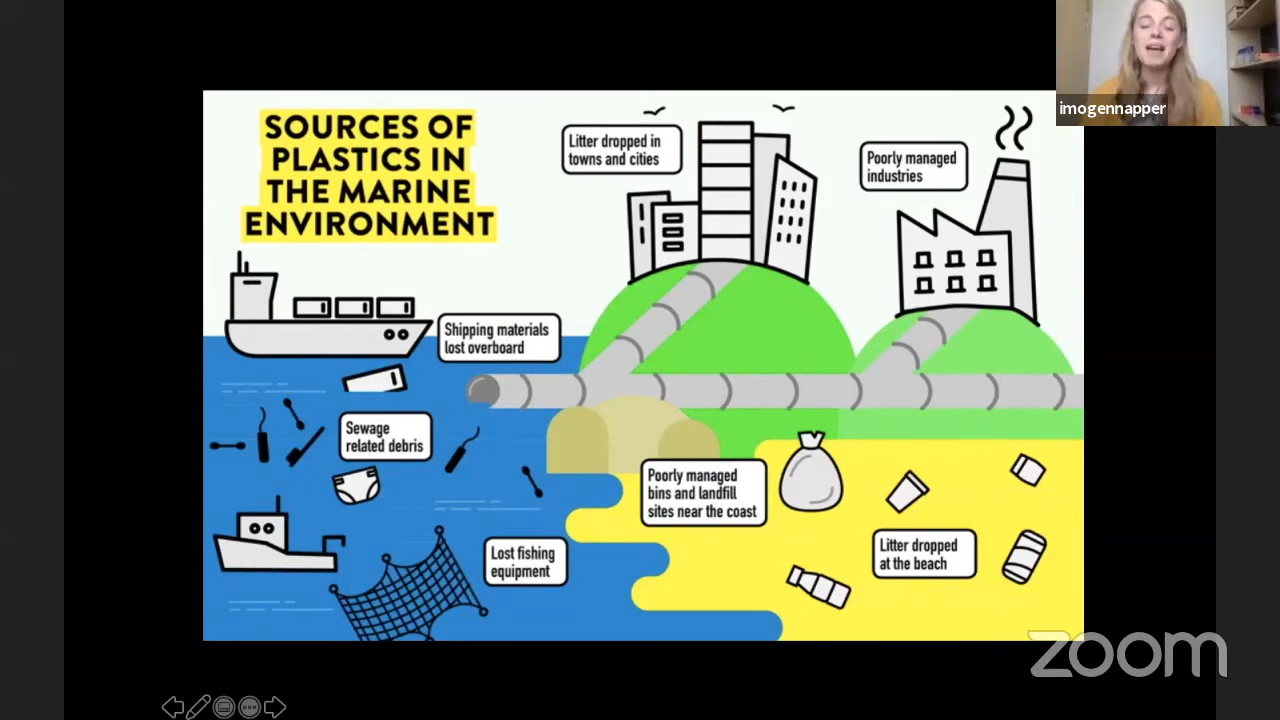 imogennapper
SOURCES OF
PLASTICS IN
THE MARINE
ENVIRONMENT
Litter dropped in
towns and cities
Poorly managed
industries
Shipping materials
lost overboard
Sewage
related debris
Poorly managed
bins and landfill
sites near the coast
Lost fishing
equipment
Litter dropped
at the beach
zoom